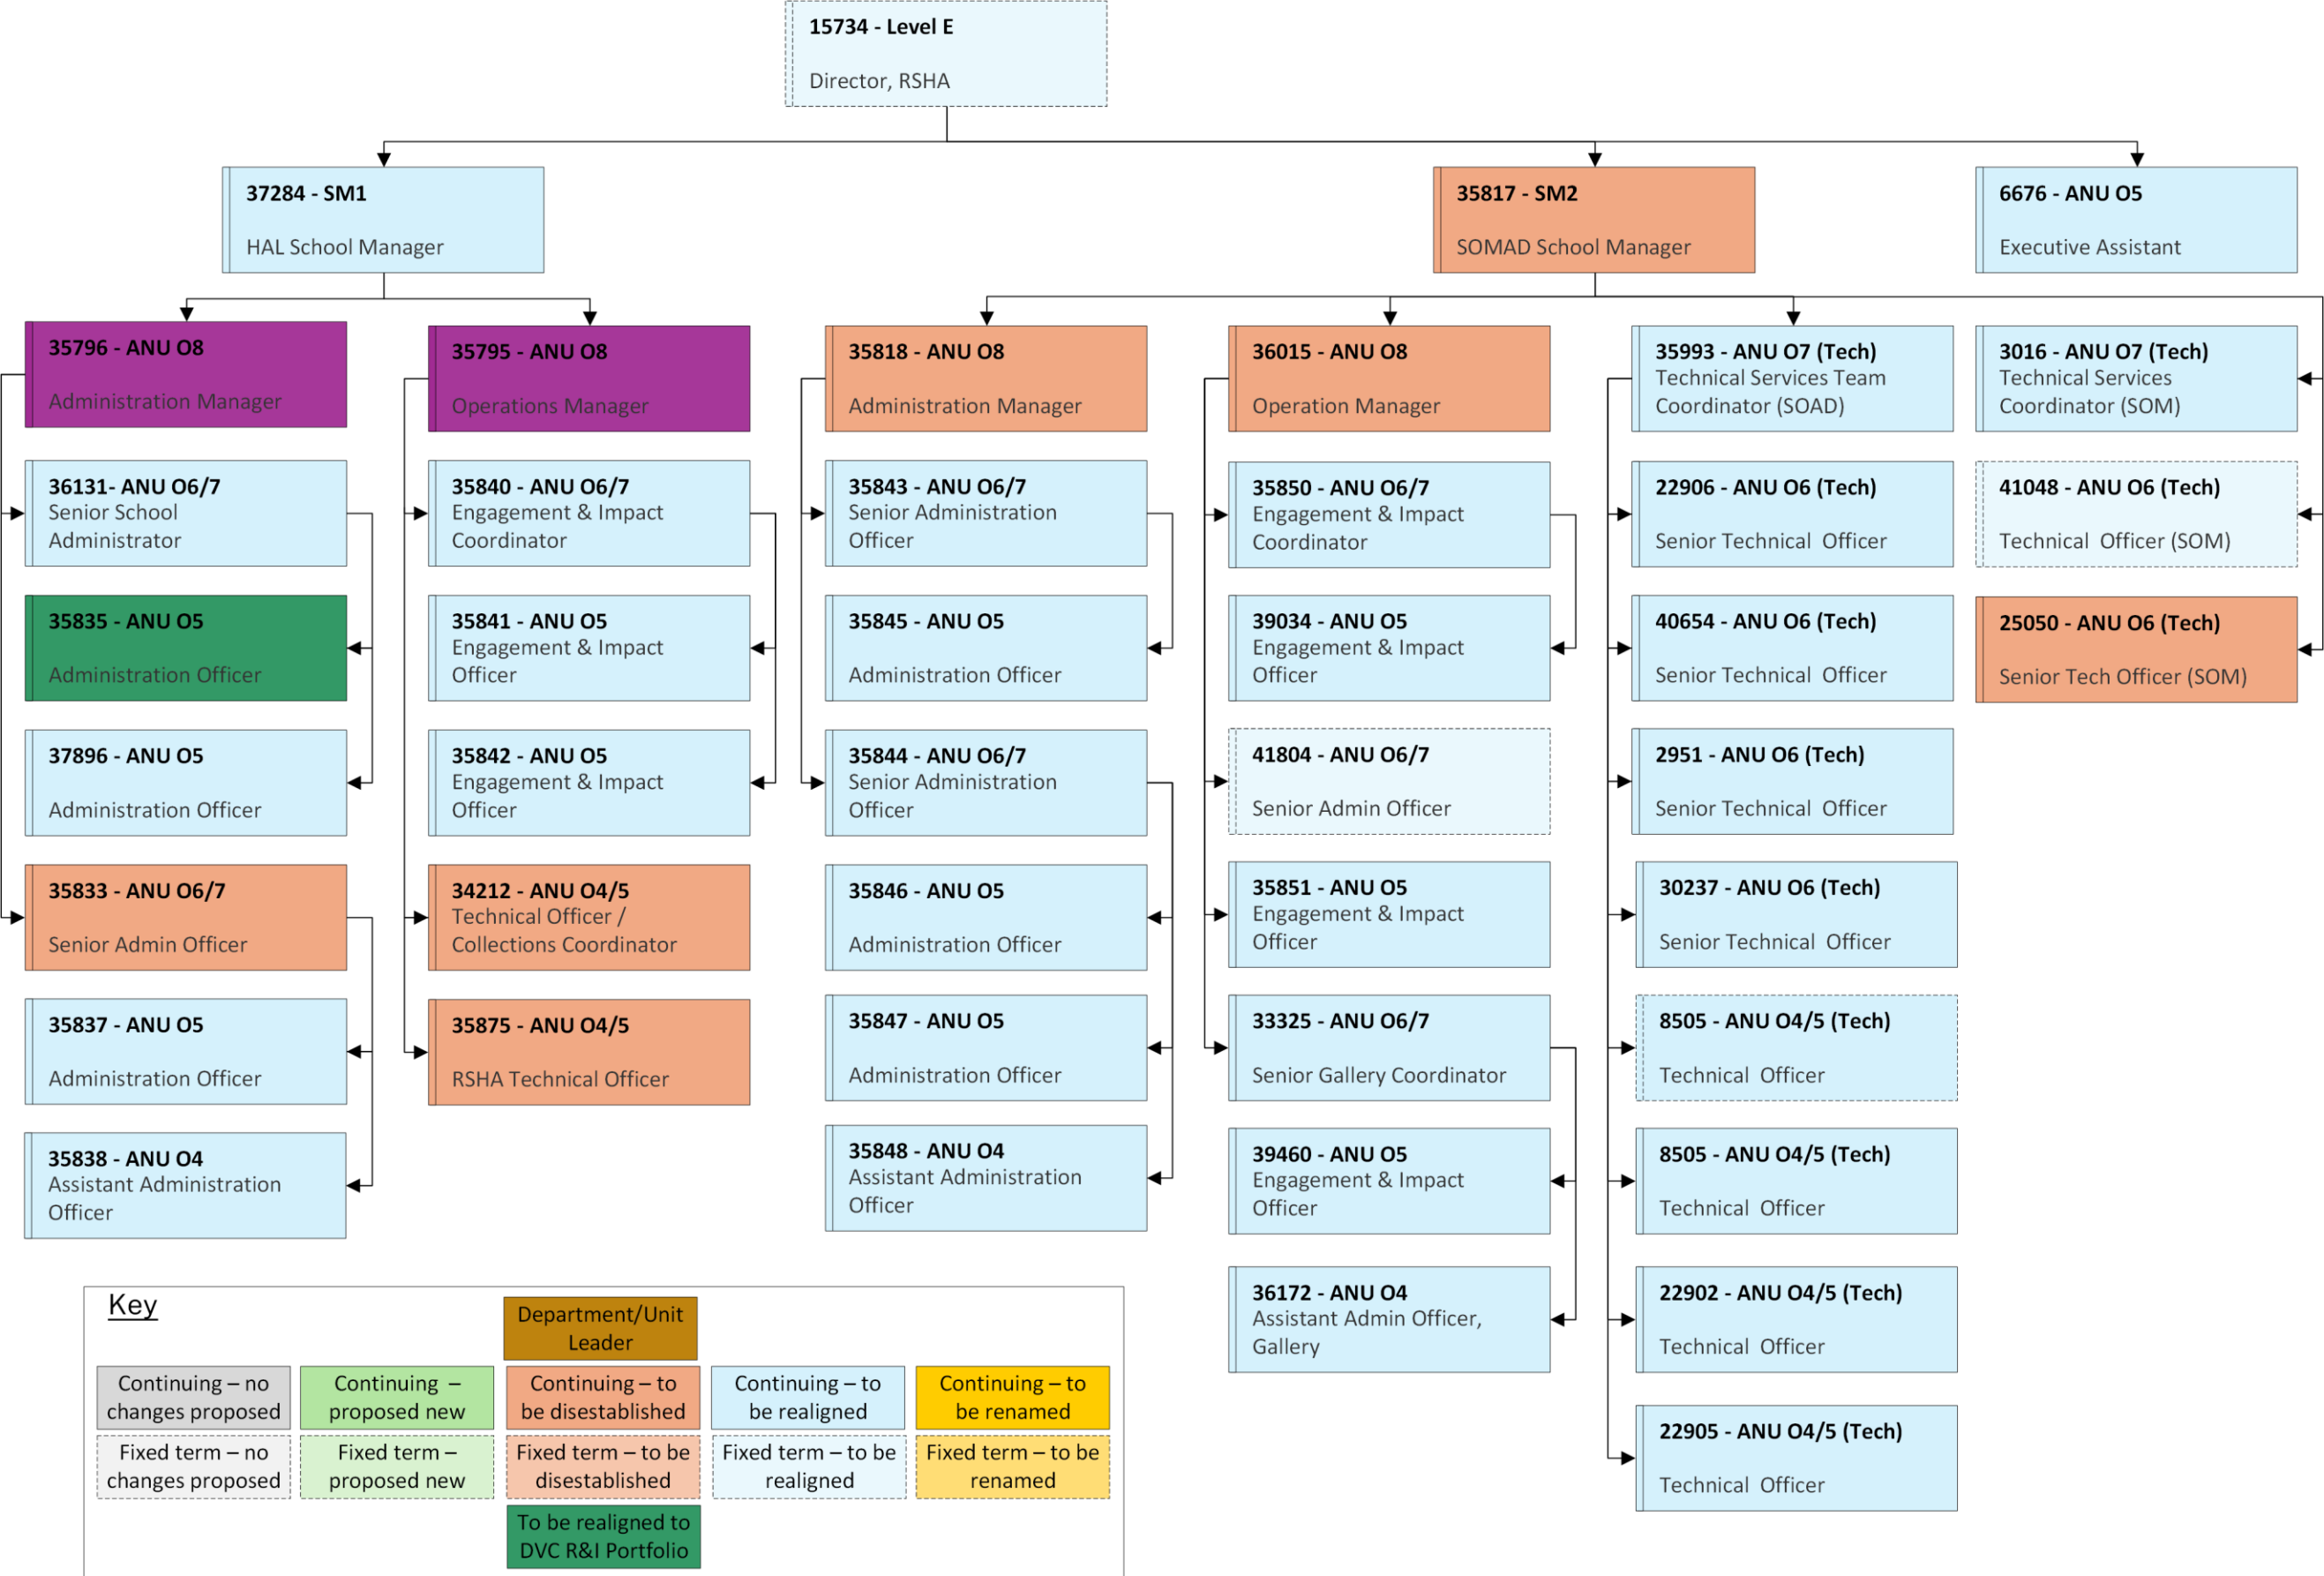 15734 - Level E
Director, RSHA
37284 - SM1
HAL School Manager
35817 - SM2
SOMAD School Manager
6676 - ANU O5
Executive Assistant
35796 - ANU O8
Administration Manager
36131- ANU O6/7
Senior School
Administrator
35835 - ANU O5
Administration Officer
37896 - ANU O5
Administration Officer
35833 - ANU O6/7
Senior Admin Officer
35837 - ANU O5
Administration Officer
35838 - ANU O4
Assistant Administration
Officer
35795 - ANU O8
Operations Manager
35840 - ANU O6/7
Engagement & Impact
Coordinator
35841 - ANU O5
Engagement & Impact
Officer
35842 - ANU O5
Engagement & Impact
Officer
34212 - ANU O4/5
Technical Officer /
Collections Coordinator
35875 - ANU O4/5
RSHA Technical Officer
35818 - ANU O8
Administration Manager
35843 - ANU O6/7
Senior Administration
Officer
35845 - ANU O5
Administration Officer
35844 - ANU O6/7
Senior Administration
Officer
35846 - ANU O5
Administration Officer
35847 - ANU O5
Administration Officer
35848 - ANU O4
Assistant Administration
Officer
36015 - ANU O8
Operation Manager
35850 - ANU O6/7
Engagement & Impact
Coordinator
39034 - ANU O5
Engagement & Impact
Officer
41804 - ANU O6/7
Senior Admin Officer
35851 - ANU O5
Engagement & Impact
Officer
33325 - ANU O6/7
Senior Gallery Coordinator
39460 - ANU O5
Engagement & Impact
Officer
36172 - ANU O4
Assistant Admin Officer,
Gallery
35993 - ANU O7 (Tech)
Technical Services Team
Coordinator (SOAD)
22906 - ANU O6 (Tech)
Senior Technical  Officer
40654 - ANU O6 (Tech)
Senior Technical  Officer
2951 - ANU O6 (Tech)
Senior Technical  Officer
30237 - ANU O6 (Tech)
Senior Technical  Officer
8505 - ANU O4/5 (Tech)
Technical  Officer
8505 - ANU O4/5 (Tech)
Technical  Officer
22902 - ANU O4/5 (Tech)
Technical  Officer
22905 - ANU O4/5 (Tech)
Technical  Officer
3016 - ANU O7 (Tech)
Technical Services
Coordinator (SOM)
41048 - ANU O6 (Tech)
Technical  Officer (SOM)
25050 - ANU O6 (Tech)
Senior Tech Officer (SOM)
Key
Department/Unit
Leader
Continuing – no
changes proposed
Continuing  –
proposed new
Continuing – to
be disestablished
Continuing – to
be realigned
Continuing – to
be renamed
Fixed term – no
changes proposed
Fixed term –
proposed new
Fixed term – to be
disestablished
Fixed term – to be
realigned
Fixed term – to be
renamed
To be realigned to
DVC R&I Portfolio